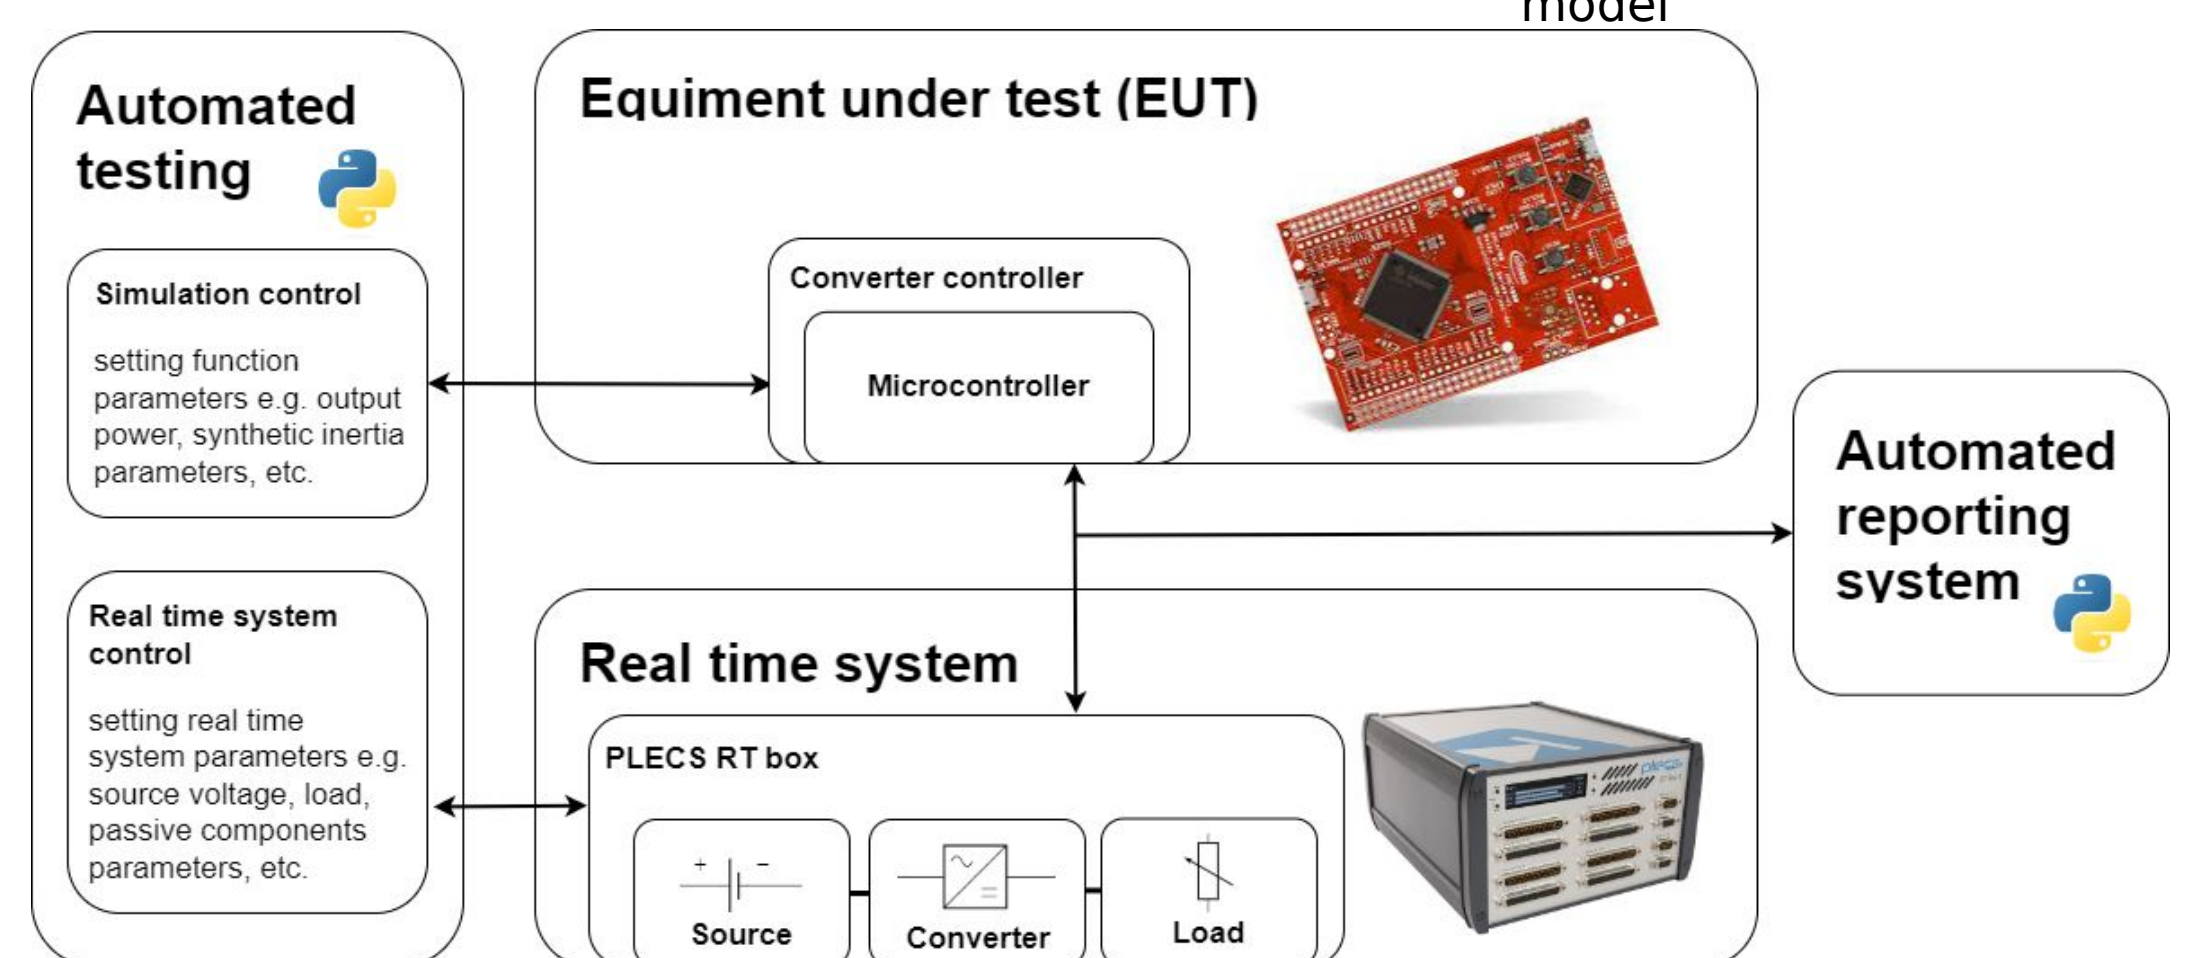 model
Automated
testing
Equiment under test (EUT)
Simulation control
setting function
parameters e.g. output
power, synthetic inertia
parameters, etc.
Converter controller
Microcontroller
Automated
reporting
system
Real time system
control
setting real time
system parameters e.g.
source voltage, load,
passive components
parameters, etc.
Real time system
PLECS RT box
plecs
+ −
Source
Converter
Load